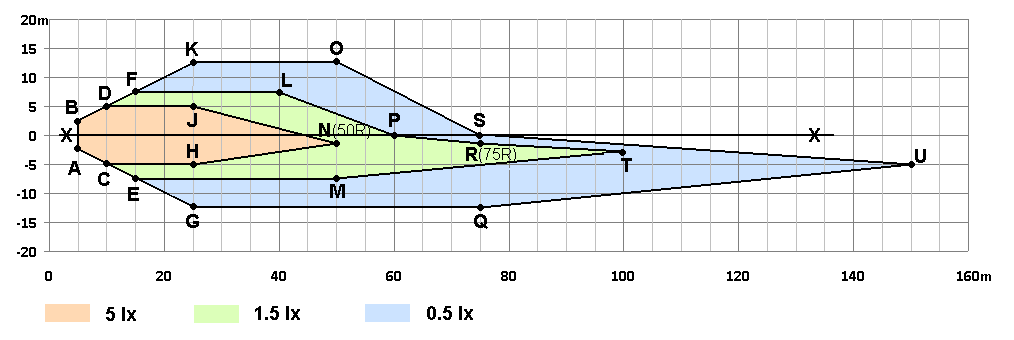 20m
15
10
5
0
-5
-10
-15
-20
K
O
F
L
D
B
J
N(50R)
P
S
X
X
A
H
R(75R)
T
U
C
E
M
G
Q
0 20 40 60 80 100 120 140 160m
5 lx 1.5 lx 0.5 lx